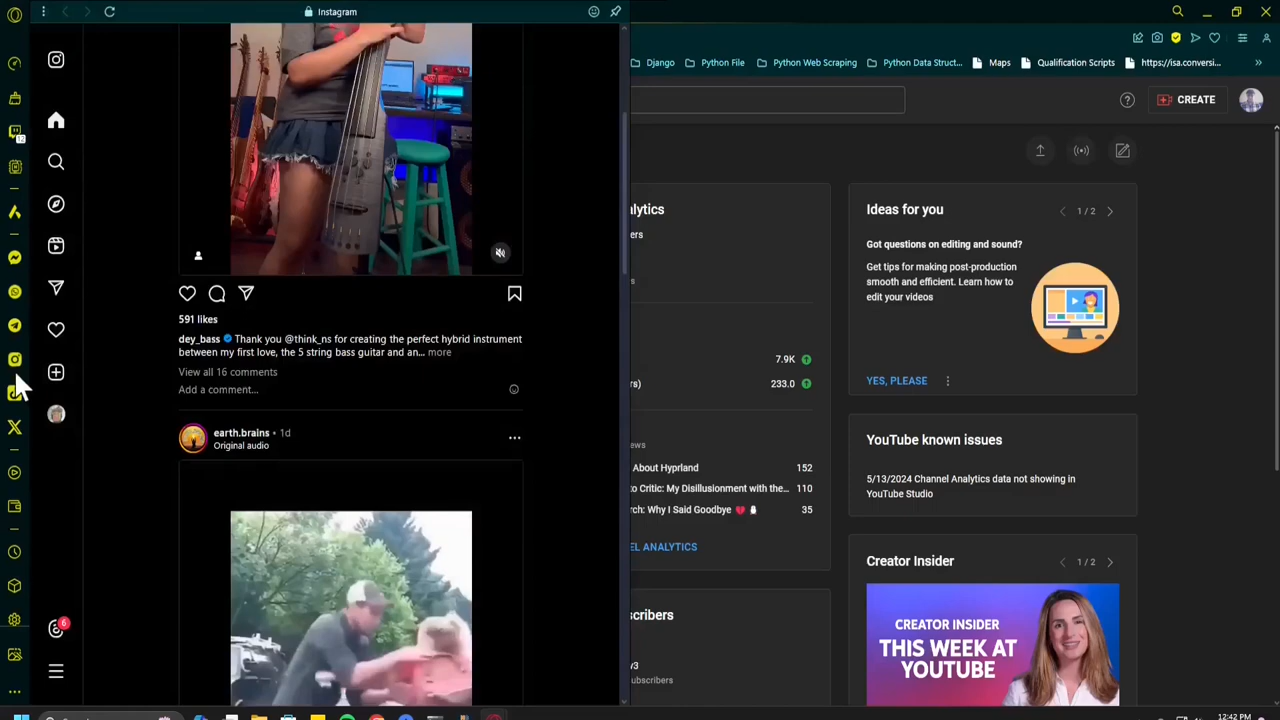 Instagram
591 likes
dey_bass Thank you @think_ns for creating the perfect hybrid instrument
between my first love, the 5 string bass guitar and an... more
View all 16 comments
Add a comment...
earth.brains • 1d
Original audio
6
12
Django
Python File
Python Web Scraping
Python Data Struct...
Maps
Qualification Scripts
https://isa.conversi...
CREATE
alytics
ers
s
7.9K
s)
233.0
ews
About Hyprland 152
to Critic: My Disillusionment with the... 110
rch: Why I Said Goodbye 35
EL ANALYTICS
scribers
v3
subscribers
Ideas for you
1 / 2
Got questions on editing and sound?
Get tips for making post-production
smooth and efficient. Learn how to
edit your videos
YES, PLEASE
YouTube known issues
5/13/2024 Channel Analytics data not showing in
YouTube Studio
Creator Insider
1 / 2
CREATOR INSIDER
THIS WEEK AT
YOUTUBE
12:42 PM